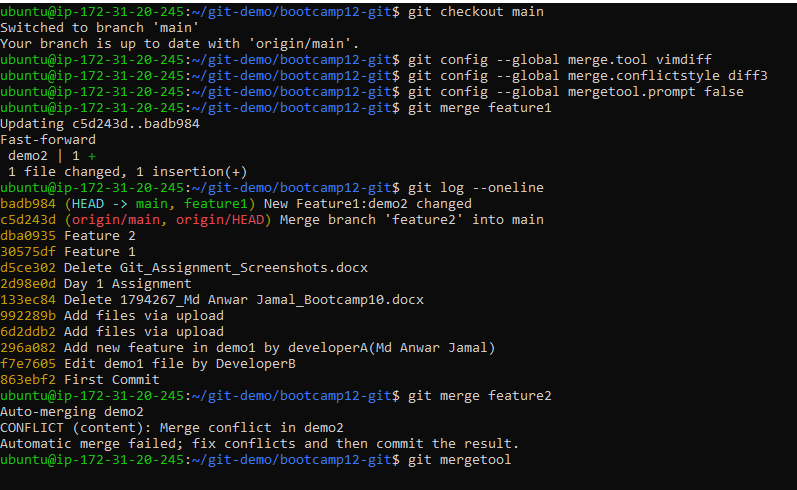 ubuntu@ip-172-31-20-245:~/git-demo/bootcamp12-git$ git checkout main
Switched to branch 'main'
Your branch is up to date with 'origin/main'.
ubuntu@ip-172-31-20-245:~/git-demo/bootcamp12-git$ git config --global merge.tool vimdiff
ubuntu@ip-172-31-20-245:~/git-demo/bootcamp12-git$ git config --global merge.conflictstyle diff3
ubuntu@ip-172-31-20-245:~/git-demo/bootcamp12-git$ git config --global mergetool.prompt false
ubuntu@ip-172-31-20-245:~/git-demo/bootcamp12-git$ git merge feature1
Updating c5d243d..badb984
Fast-forward
 demo2 | 1 +
 1 file changed, 1 insertion(+)
ubuntu@ip-172-31-20-245:~/git-demo/bootcamp12-git$ git log --oneline
badb984 (HEAD -> main, feature1) New Feature1:demo2 changed
c5d243d (origin/main, origin/HEAD) Merge branch 'feature2' into main
dba0935 Feature 2
30575df Feature 1
d5ce302 Delete Git_Assignment_Screenshots.docx
2d98e0d Day 1 Assignment
133ec84 Delete 1794267_Md Anwar Jamal_Bootcamp10.docx
992289b Add files via upload
6d2ddb2 Add files via upload
296a082 Add new feature in demo1 by developerA(Md Anwar Jamal)
f7e7605 Edit demo1 file by DeveloperB
863ebf2 First Commit
ubuntu@ip-172-31-20-245:~/git-demo/bootcamp12-git$ git merge feature2
Auto-merging demo2
CONFLICT (content): Merge conflict in demo2
Automatic merge failed; fix conflicts and then commit the result.
ubuntu@ip-172-31-20-245:~/git-demo/bootcamp12-git$ git mergetool